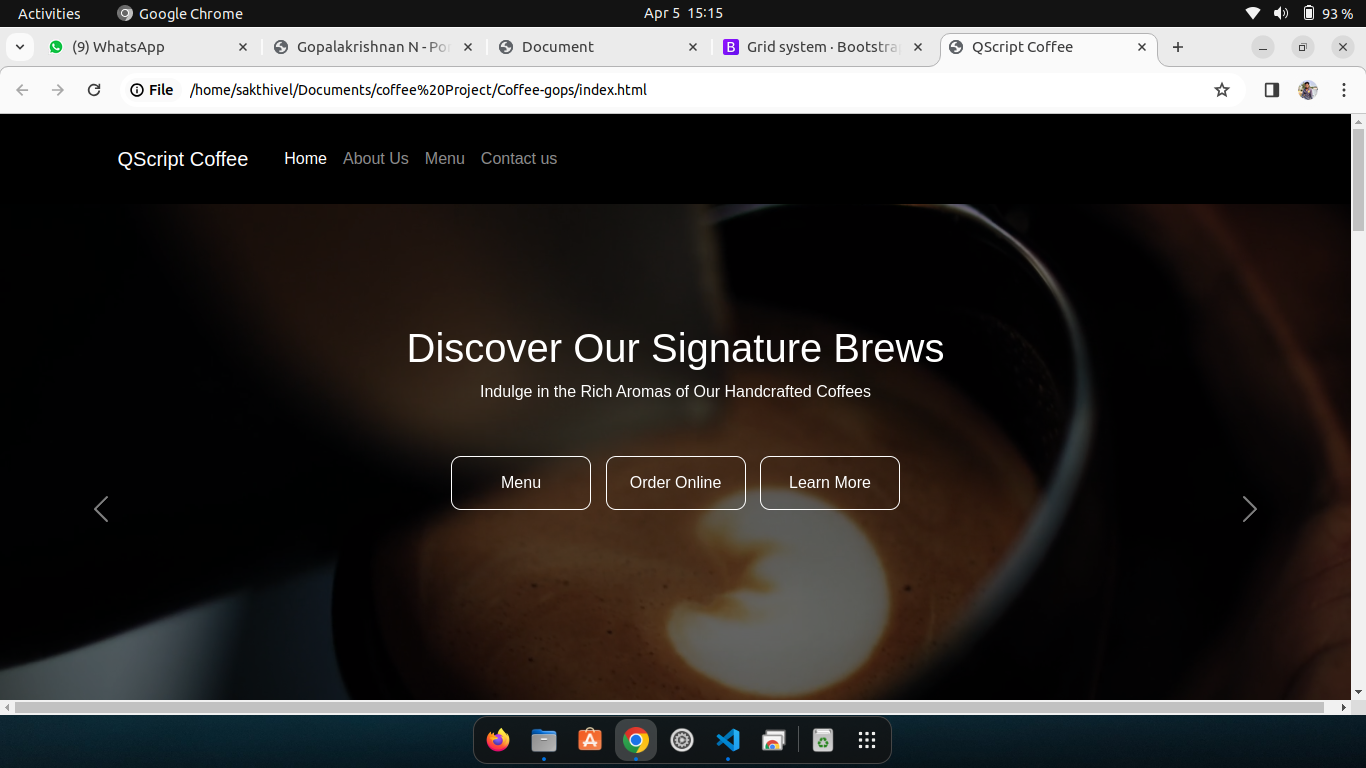 Activities Google Chrome Apr 5 15:15 93 %
(9) WhatsApp Gopalakrishnan N - Po Document Grid system · Bootstra QScript Coffee
File /home/sakthivel/Documents/coffee%20Project/Coffee-gops/index.html
QScript Coffee Home About Us Menu Contact us
Discover Our Signature Brews
Indulge in the Rich Aromas of Our Handcrafted Coffees
Menu Order Online Learn More